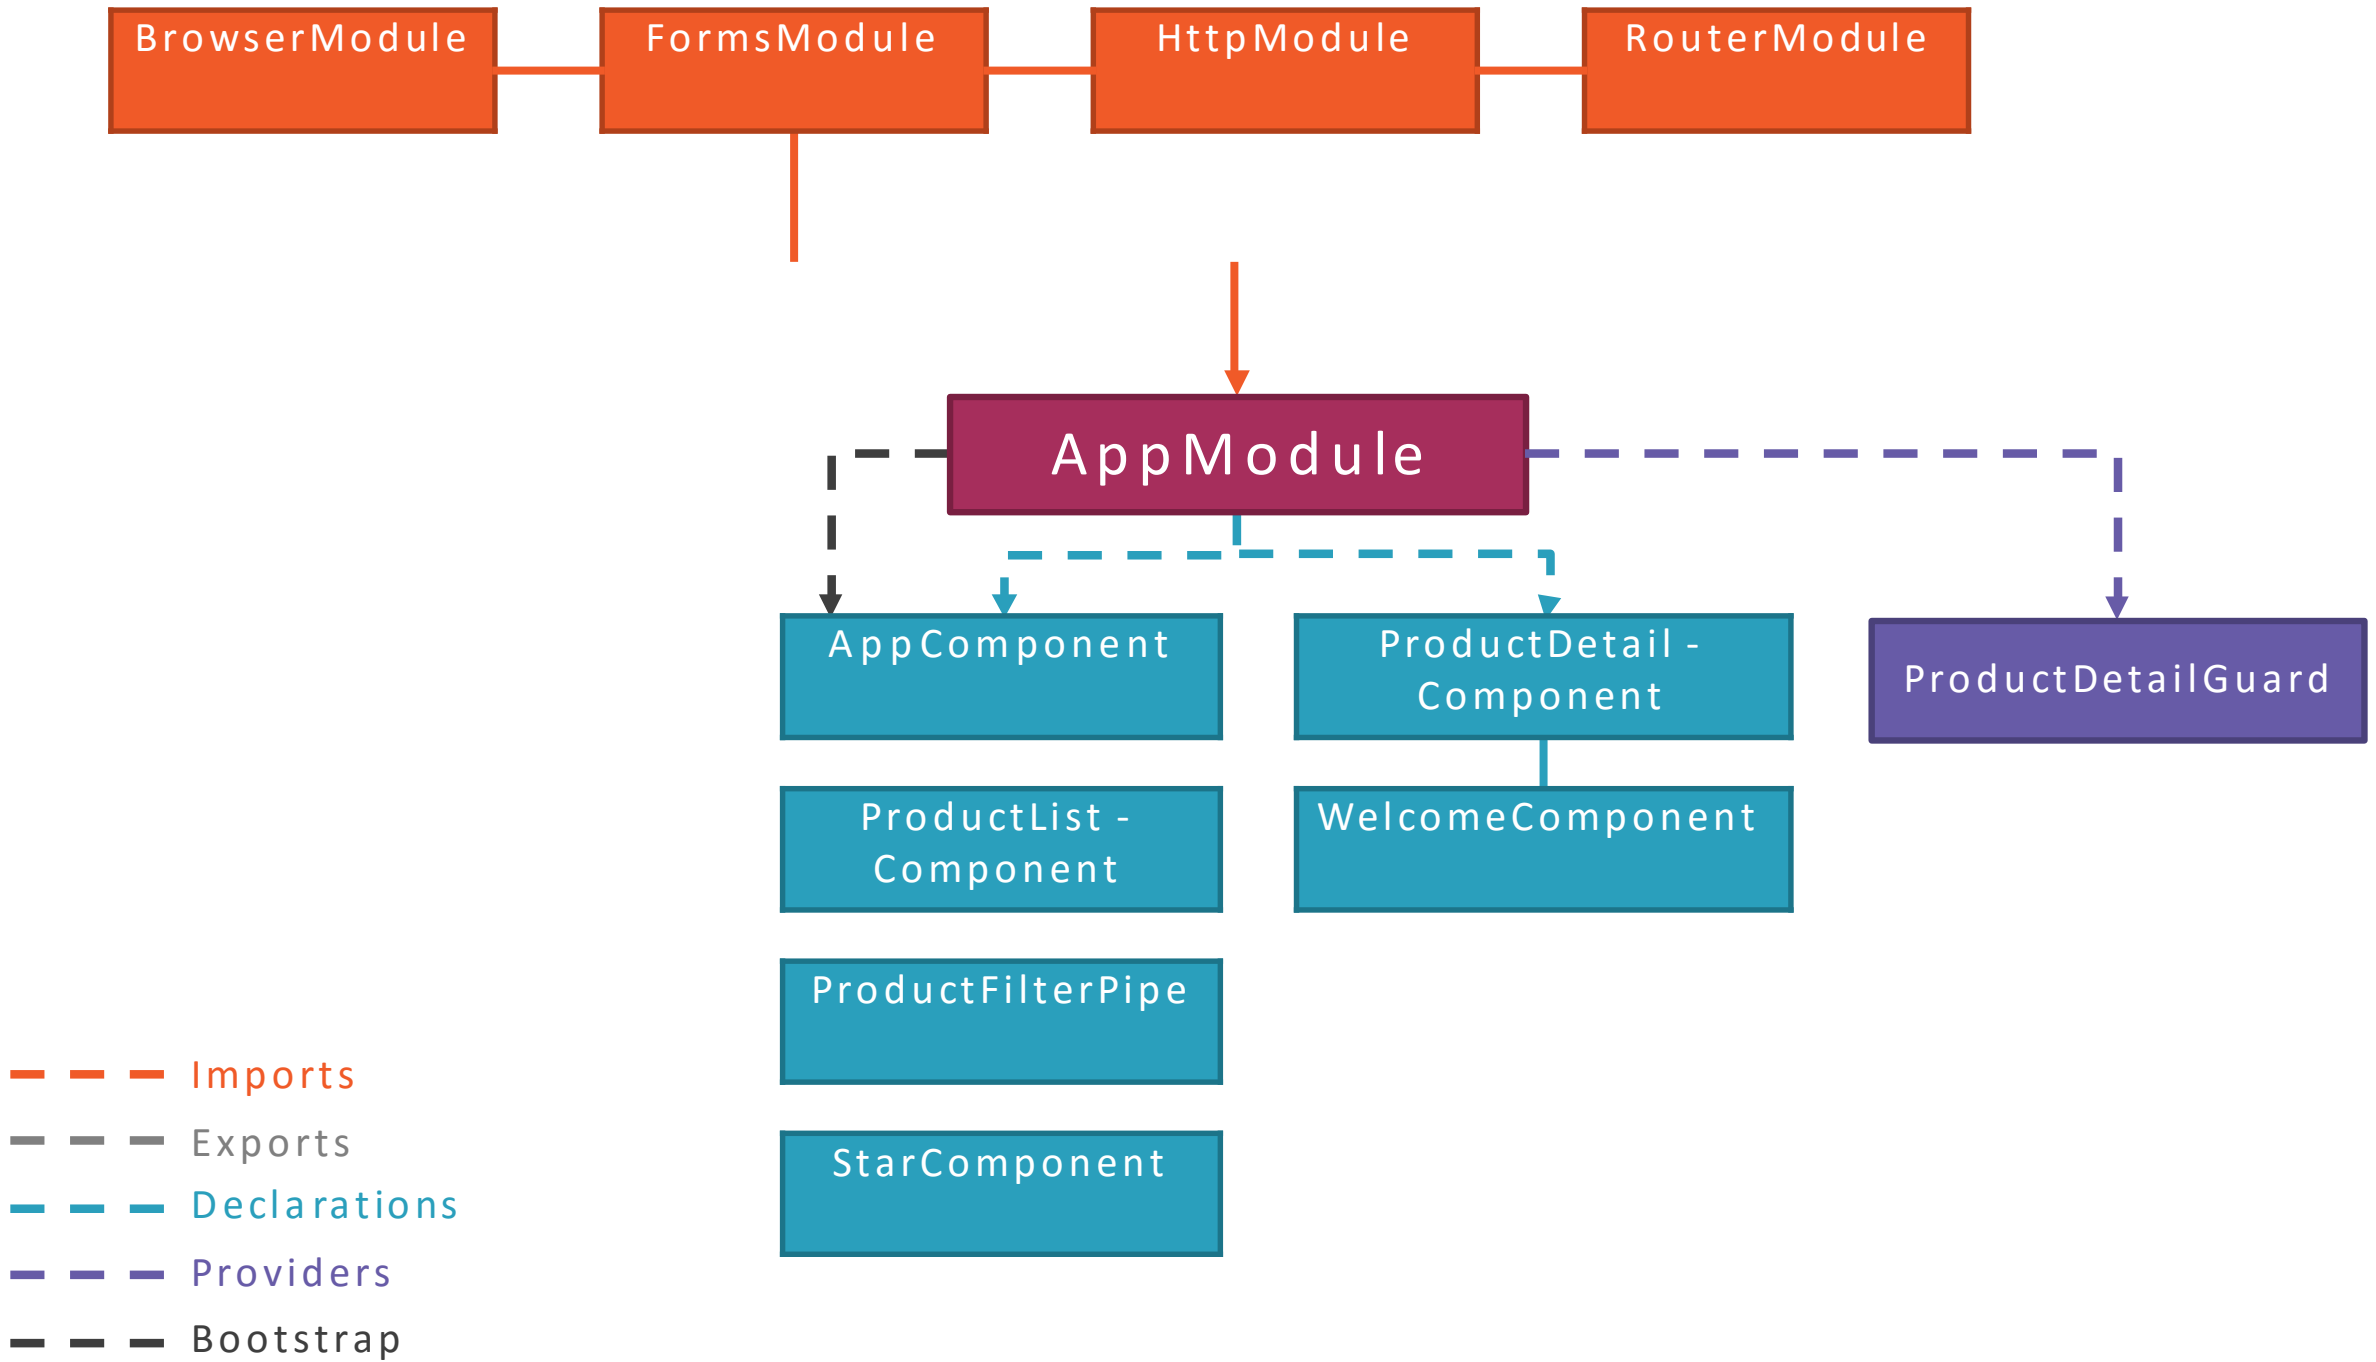 BrowserModule
FormsModule
HttpModule
RouterModule
AppModule
AppComponent
ProductDetail -
Component
ProductDetailGuard
ProductList -
Component
WelcomeComponent
ProductFilterPipe
StarComponent
Imports
Exports
Declarations
Providers
Bootstrap